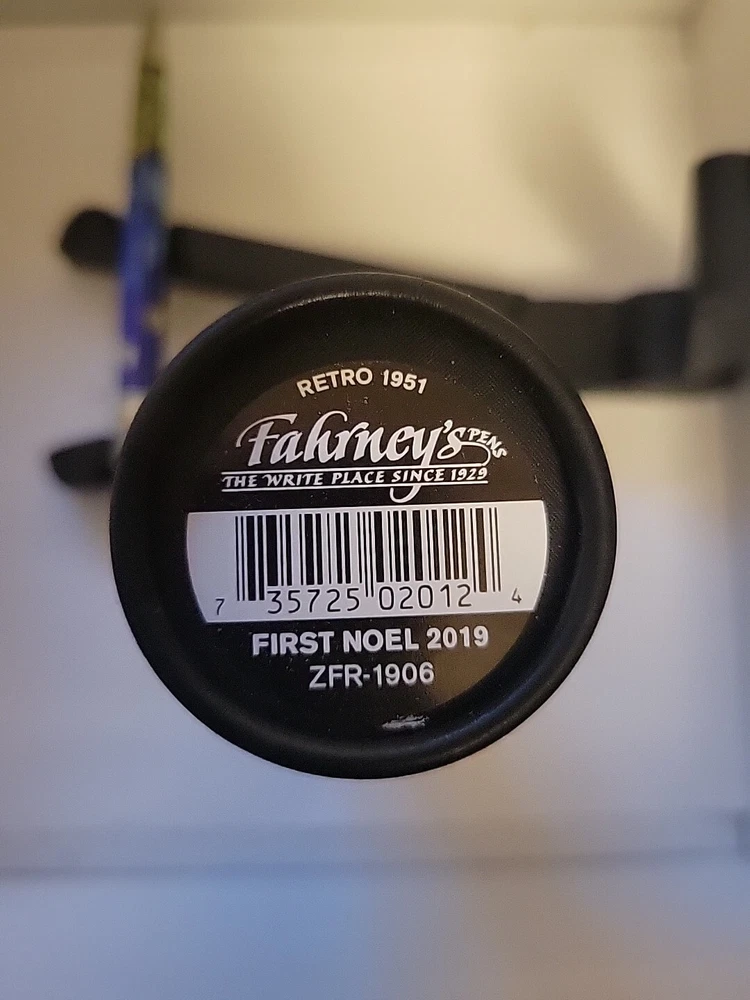 RETRO 1951
Fahrney's PENS
THE WRITE PLACE SINCE 1929
7 35725 02012 4
FIRST NOEL 2019
ZFR-1906